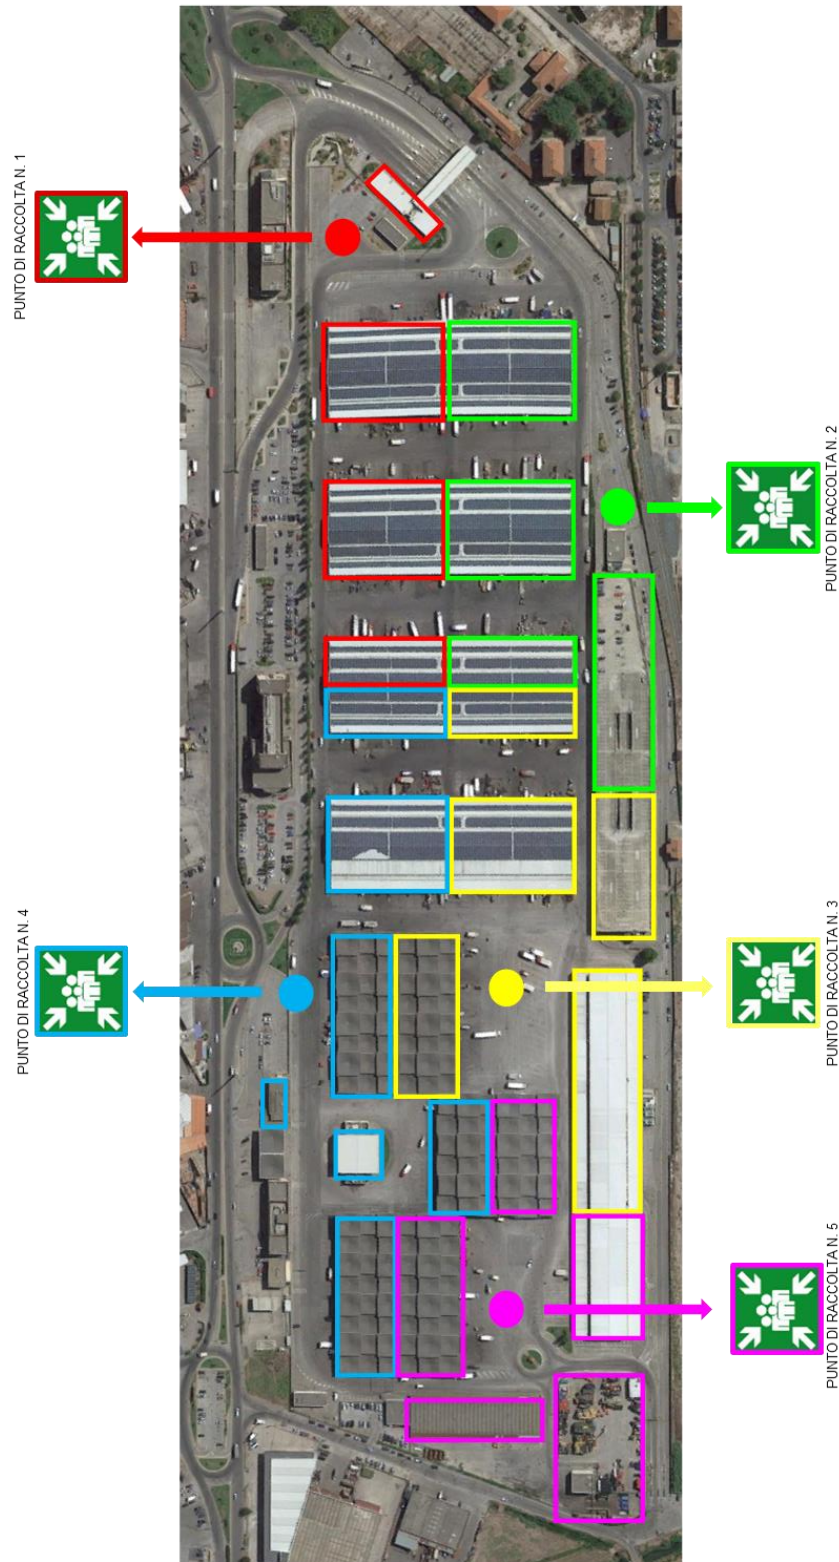 PUNTO DI RACCOLTA N. 1
PUNTO DI RACCOLTA N. 2
PUNTO DI RACCOLTA N. 3
PUNTO DI RACCOLTA N. 4
PUNTO DI RACCOLTA N. 5